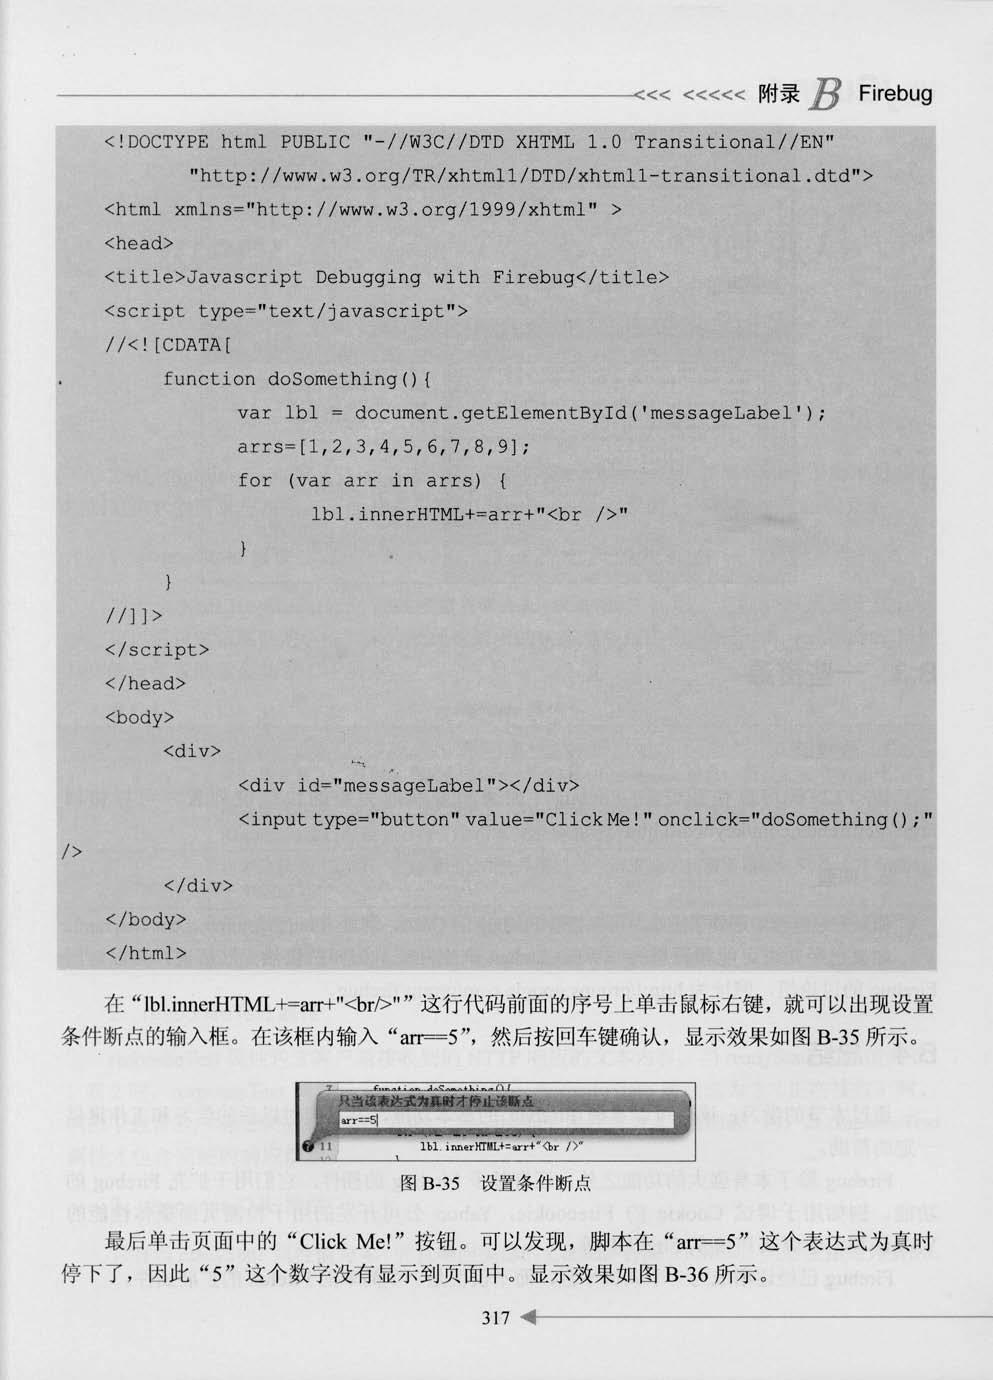 <<< <<<<< 附录 B Firebug
<!DOCTYPE html PUBLIC "-//W3C//DTD XHTML 1.0 Transitional//EN"
"http://www.w3.org/TR/xhtml1/DTD/xhtml1-transitional.dtd">
<html xmlns="http://www.w3.org/1999/xhtml" >
<head>
<title>Javascript Debugging with Firebug</title>
<script type="text/javascript">
//<![CDATA[
function doSomething(){
var lbl = document.getElementById('messageLabel');
arrs=[1,2,3,4,5,6,7,8,9];
for (var arr in arrs) {
lbl.innerHTML+=arr+"<br />"
}
}
//]]>
</script>
</head>
<body>
<div>
<div id="messageLabel"></div>
<input type="button" value="Click Me!" onclick="doSomething();"
/>
</div>
</body>
</html>
在“lbl.innerHTML+=arr+"<br/>"”这行代码前面的序号上单击鼠标右键，就可以出现设置
条件断点的输入框。在该框内输入“arr==5”，然后按回车键确认，显示效果如图 B-35 所示。
7 function doSomething(){
只当该表达式为真时才停止该断点
arr==5
11 lbl.innerHTML+=arr+"<br />"
图 B-35 设置条件断点
最后单击页面中的“Click Me!”按钮。可以发现，脚本在“arr==5”这个表达式为真时
停下了，因此“5”这个数字没有显示到页面中。显示效果如图 B-36 所示。
317